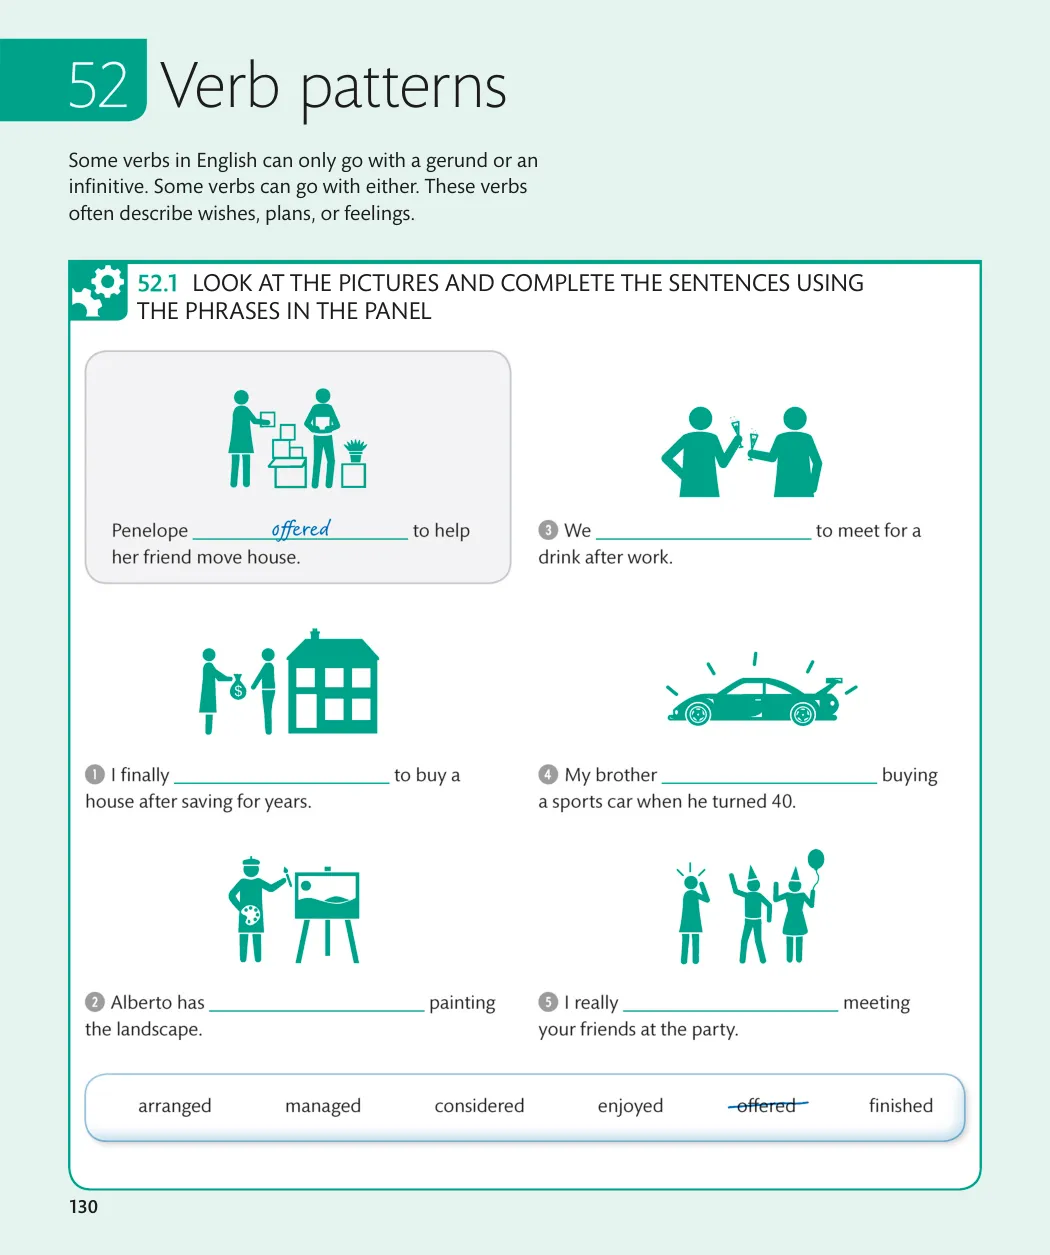 52 Verb patterns
Some verbs in English can only go with a gerund or an
infinitive. Some verbs can go with either. These verbs
often describe wishes, plans, or feelings.
52.1 LOOK AT THE PICTURES AND COMPLETE THE SENTENCES USING
THE PHRASES IN THE PANEL
Penelope offered to help
her friend move house.
$
1 I finally to buy a
house after saving for years.
2 Alberto has painting
the landscape.
3 We to meet for a
drink after work.
4 My brother buying
a sports car when he turned 40.
5 I really meeting
your friends at the party.
arranged managed considered enjoyed offered finished
130